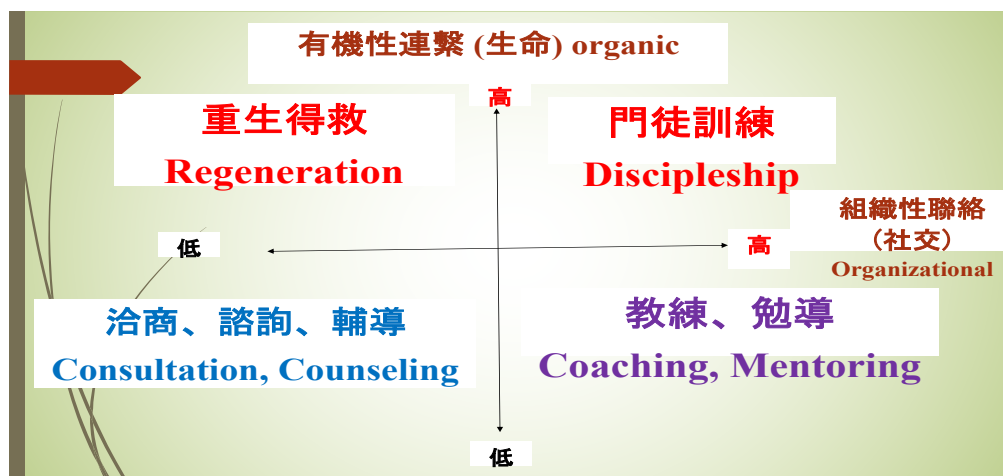 有機性連繫 (生命) organic
高
重生得救
Regeneration
門徒訓練
Discipleship
低
高
組織性聯絡
（社交）
Organizational
洽商、諮詢、輔導
Consultation, Counseling
教練、勉導
Coaching, Mentoring
低